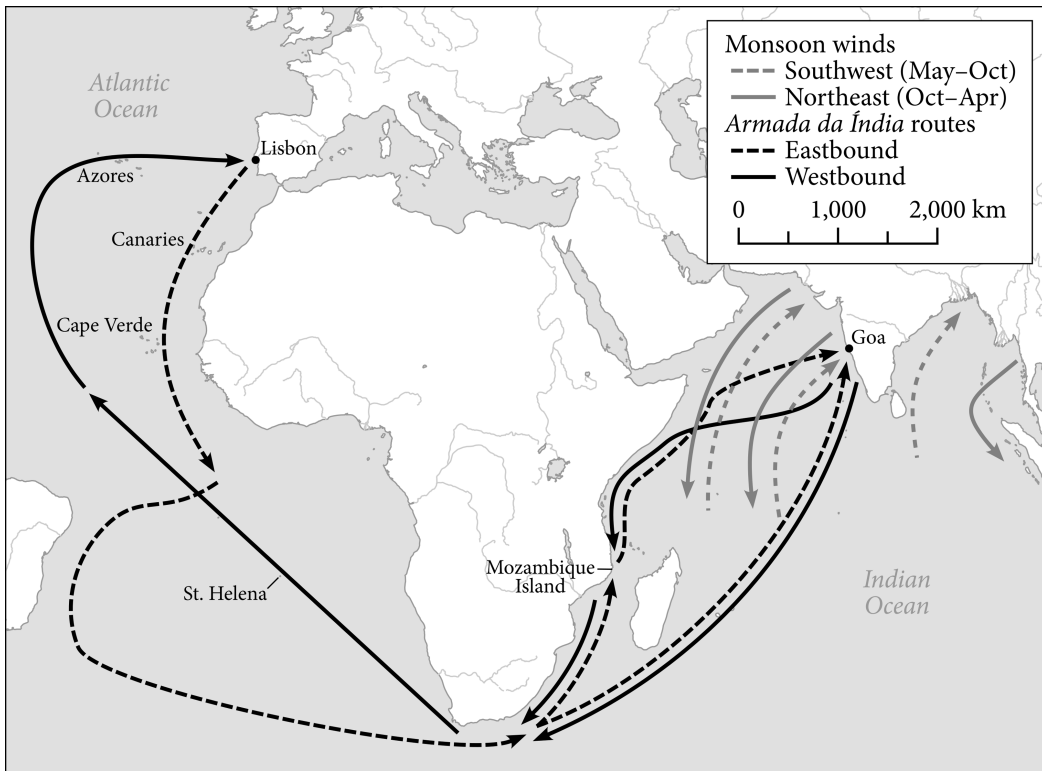 Atlantic
Ocean
Monsoon winds
Southwest (May–Oct)
Northeast (Oct–Apr)
Armada da Índia routes
Eastbound
Westbound
0 1,000 2,000 km
Lisbon
Azores
Canaries
Cape Verde
Goa
St. Helena
Mozambique
Island
Indian
Ocean